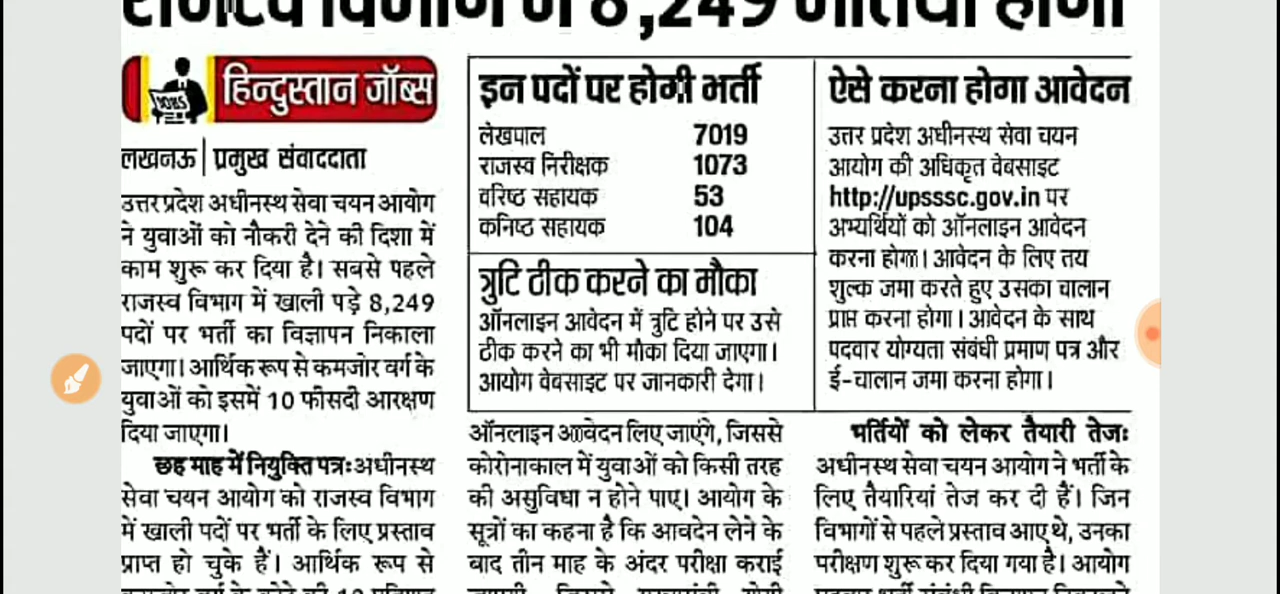 राजस्व विभाग में 8,249 भर्तियां होंगी
JOBS
हिन्दुस्तान जॉब्स
लखनऊ | प्रमुख संवाददाता
उत्तर प्रदेश अधीनस्थ सेवा चयन आयोग
ने युवाओं को नौकरी देने की दिशा में
काम शुरू कर दिया है। सबसे पहले
राजस्व विभाग में खाली पड़े 8,249
पदों पर भर्ती का विज्ञापन निकाला
जाएगा। आर्थिक रूप से कमजोर वर्ग के
युवाओं को इसमें 10 फीसदी आरक्षण
दिया जाएगा।
छह माह में नियुक्ति पत्र: अधीनस्थ
सेवा चयन आयोग को राजस्व विभाग
में खाली पदों पर भर्ती के लिए प्रस्ताव
प्राप्त हो चुके हैं। आर्थिक रूप से
इन पदों पर होगी भर्ती
लेखपाल 7019
राजस्व निरीक्षक 1073
वरिष्ठ सहायक 53
कनिष्ठ सहायक 104
त्रुटि ठीक करने का मौका
ऑनलाइन आवेदन में त्रुटि होने पर उसे
ठीक करने का भी मौका दिया जाएगा।
आयोग वेबसाइट पर जानकारी देगा।
ऐसे करना होगा आवेदन
उत्तर प्रदेश अधीनस्थ सेवा चयन
आयोग की अधिकृत वेबसाइट
http://upsssc.gov.in पर
अभ्यर्थियों को ऑनलाइन आवेदन
करना होगा। आवेदन के लिए तय
शुल्क जमा करते हुए उसका चालान
प्राप्त करना होगा। आवेदन के साथ
पदवार योग्यता संबंधी प्रमाण पत्र और
ई-चालान जमा करना होगा।
ऑनलाइन आवेदन लिए जाएंगे, जिससे
कोरोनाकाल में युवाओं को किसी तरह
की असुविधा न होने पाए। आयोग के
सूत्रों का कहना है कि आवदेन लेने के
बाद तीन माह के अंदर परीक्षा कराई
भर्तियों को लेकर तैयारी तेज:
अधीनस्थ सेवा चयन आयोग ने भर्ती के
लिए तैयारियां तेज कर दी हैं। जिन
विभागों से पहले प्रस्ताव आए थे, उनका
परीक्षण शुरू कर दिया गया है। आयोग